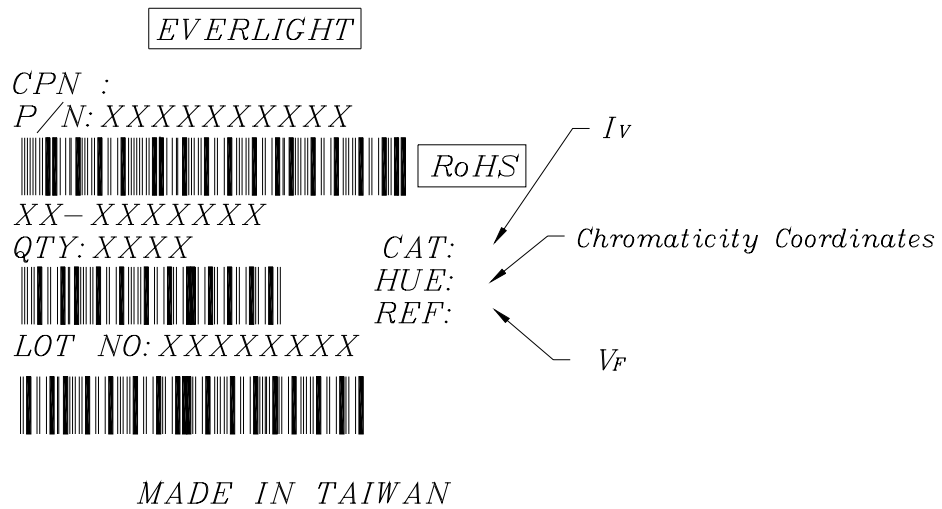 EVERLIGHT
CPN :
P/N: XXXXXXXXXX
RoHS
XX-XXXXXXX
QTY: XXXX
CAT:
HUE:
REF:
LOT NO: XXXXXXXX
MADE IN TAIWAN
Iv
Chromaticity Coordinates
VF